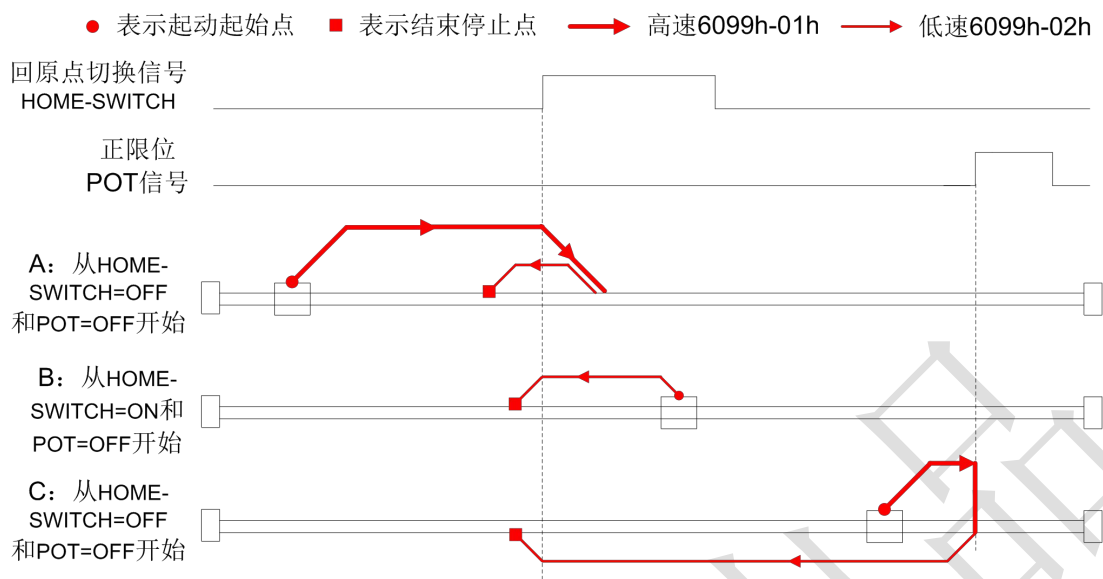 表示起动起始点 表示结束停止点 高速6099h-01h 低速6099h-02h
回原点切换信号
HOME-SWITCH
正限位
POT信号
A：从HOME-
SWITCH=OFF
和POT=OFF开始
B：从HOME-
SWITCH=ON和
POT=OFF开始
C：从HOME-
SWITCH=OFF
和POT=OFF开始